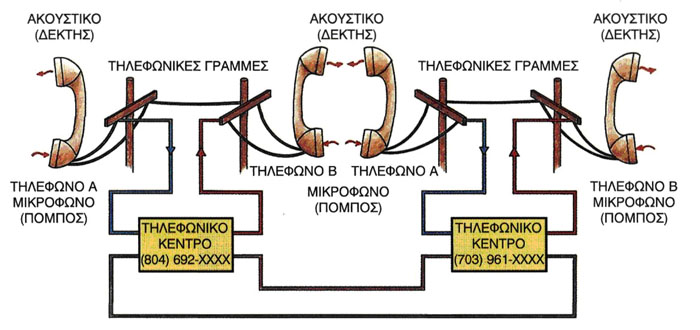 ΑΚΟΥΣΤΙΚΟ
(ΔΕΚΤΗΣ)
ΑΚΟΥΣΤΙΚΟ
(ΔΕΚΤΗΣ)
ΑΚΟΥΣΤΙΚΟ
(ΔΕΚΤΗΣ)
ΤΗΛΕΦΩΝΙΚΕΣ ΓΡΑΜΜΕΣ
ΤΗΛΕΦΩΝΙΚΕΣ ΓΡΑΜΜΕΣ
ΤΗΛΕΦΩΝΟ Α
ΜΙΚΡΟΦΩΝΟ
(ΠΟΜΠΟΣ)
ΤΗΛΕΦΩΝΟ Β
ΤΗΛΕΦΩΝΟ Α
ΜΙΚΡΟΦΩΝΟ
(ΠΟΜΠΟΣ)
ΤΗΛΕΦΩΝΟ Β
ΜΙΚΡΟΦΩΝΟ
(ΠΟΜΠΟΣ)
ΤΗΛΕΦΩΝΙΚΟ
ΚΕΝΤΡΟ
(804) 692-XXXX
ΤΗΛΕΦΩΝΙΚΟ
ΚΕΝΤΡΟ
(703) 961-XXXX